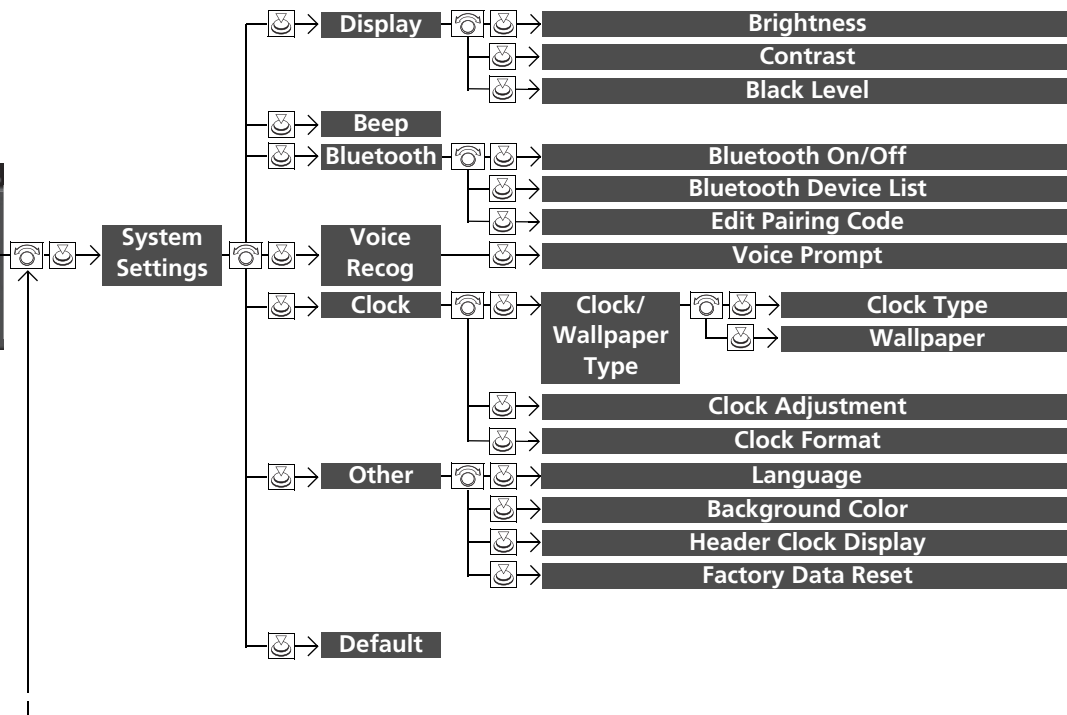 Display
Brightness
Contrast
Black Level
Beep
Bluetooth
Bluetooth On/Off
Bluetooth Device List
Edit Pairing Code
System
Settings
Voice
Recog
Voice Prompt
Clock
Clock/
Wallpaper
Type
Clock Type
Wallpaper
Clock Adjustment
Clock Format
Other
Language
Background Color
Header Clock Display
Factory Data Reset
Default